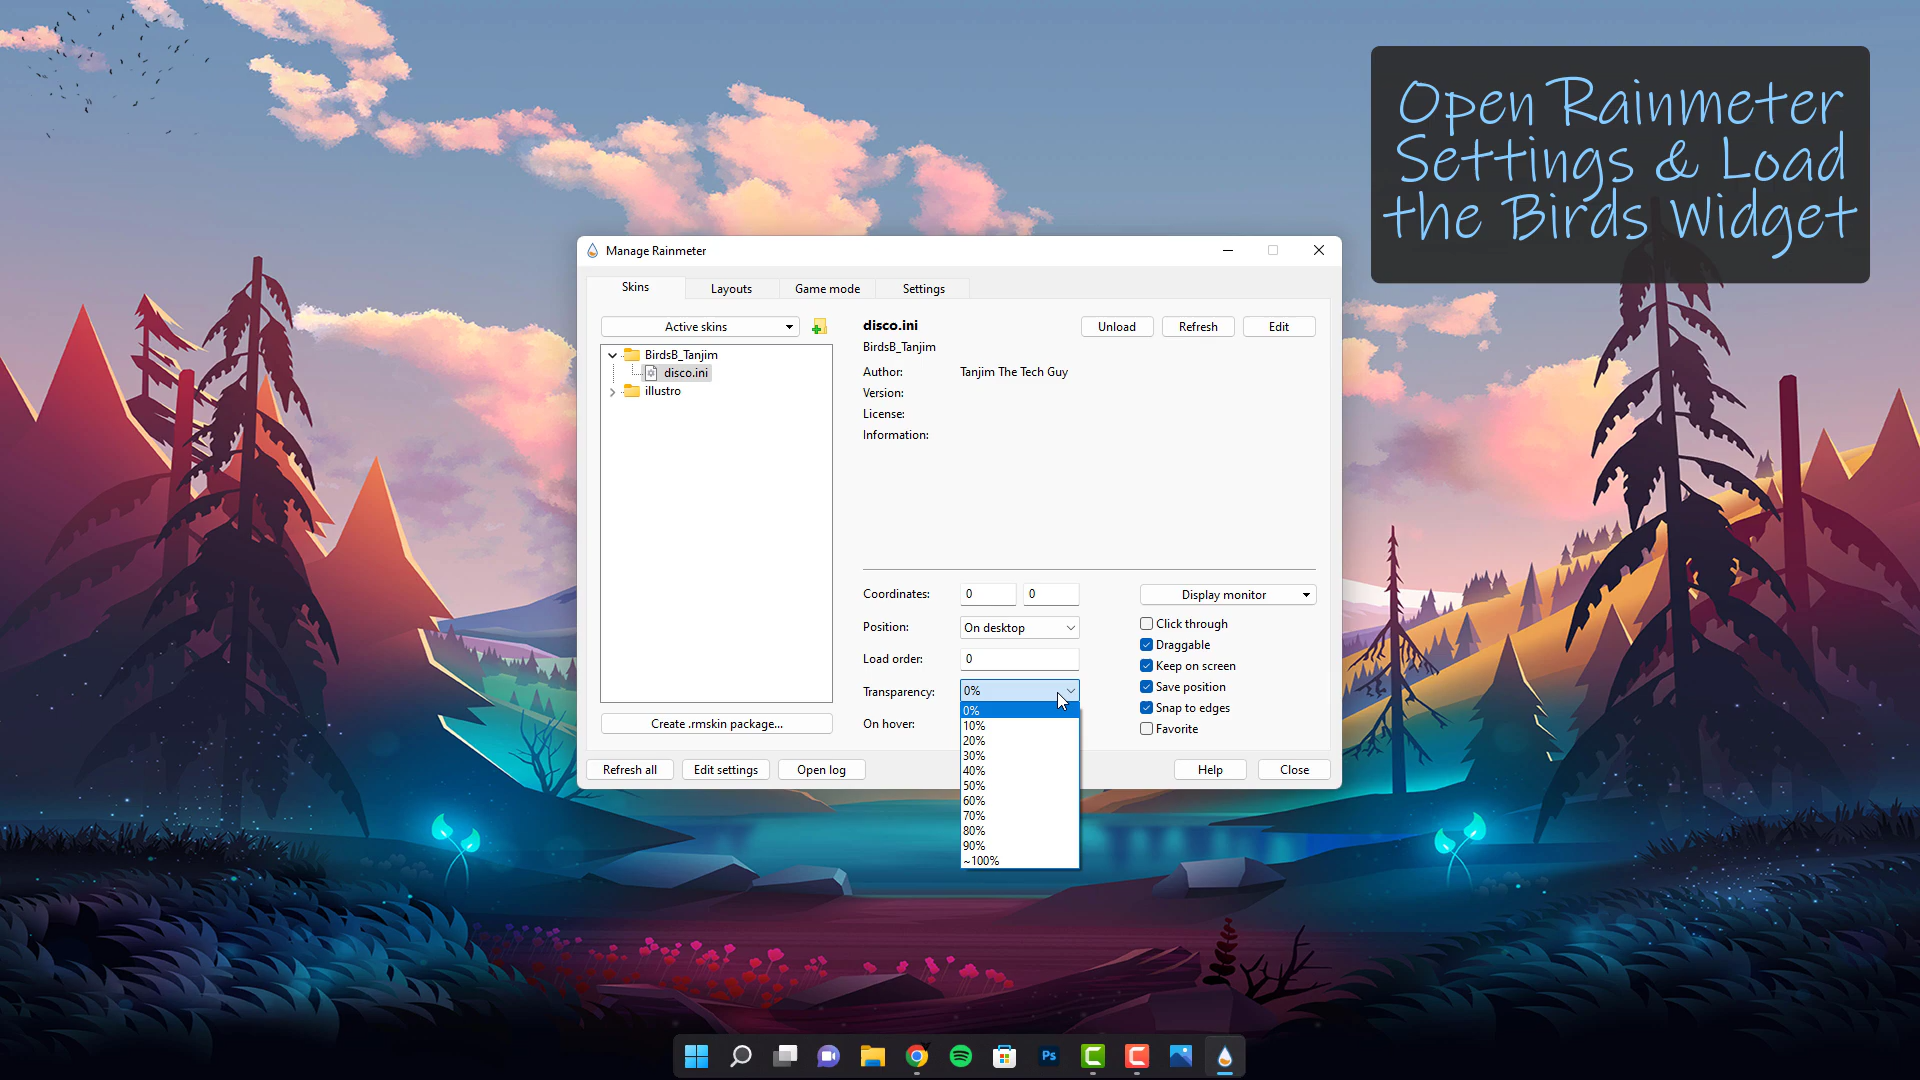 Open Rainmeter
Settings & Load
the Birds Widget
Manage Rainmeter
Skins
Layouts
Game mode
Settings
Active skins
BirdsB_Tanjim
disco.ini
illustro
Create .rmskin package...
disco.ini
BirdsB_Tanjim
Unload
Refresh
Edit
Author: Tanjim The Tech Guy
Version:
License:
Information:
Coordinates: 0 0
Position: On desktop
Load order: 0
Transparency: 0%
On hover:
0%
10%
20%
30%
40%
50%
60%
70%
80%
90%
~100%
Display monitor
Click through
Draggable
Keep on screen
Save position
Snap to edges
Favorite
Refresh all
Edit settings
Open log
Help
Close
Ps